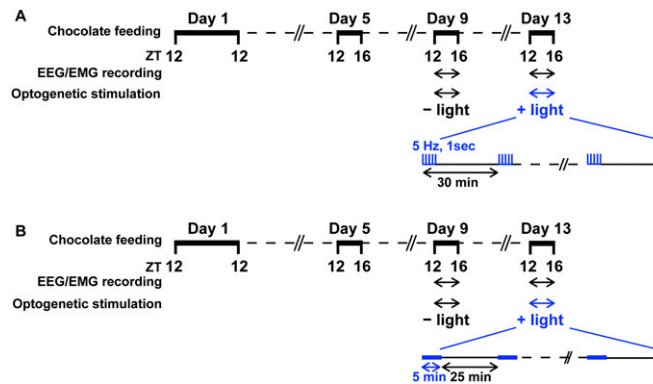 A
Day 1 Day 5 Day 9 Day 13
Chocolate feeding
ZT 12 12 12 16 12 16 12 16
EEG/EMG recording
Optogenetic stimulation
– light + light
5 Hz, 1sec
30 min
B
Day 1 Day 5 Day 9 Day 13
Chocolate feeding
ZT 12 12 12 16 12 16 12 16
EEG/EMG recording
Optogenetic stimulation
– light + light
5 min 25 min